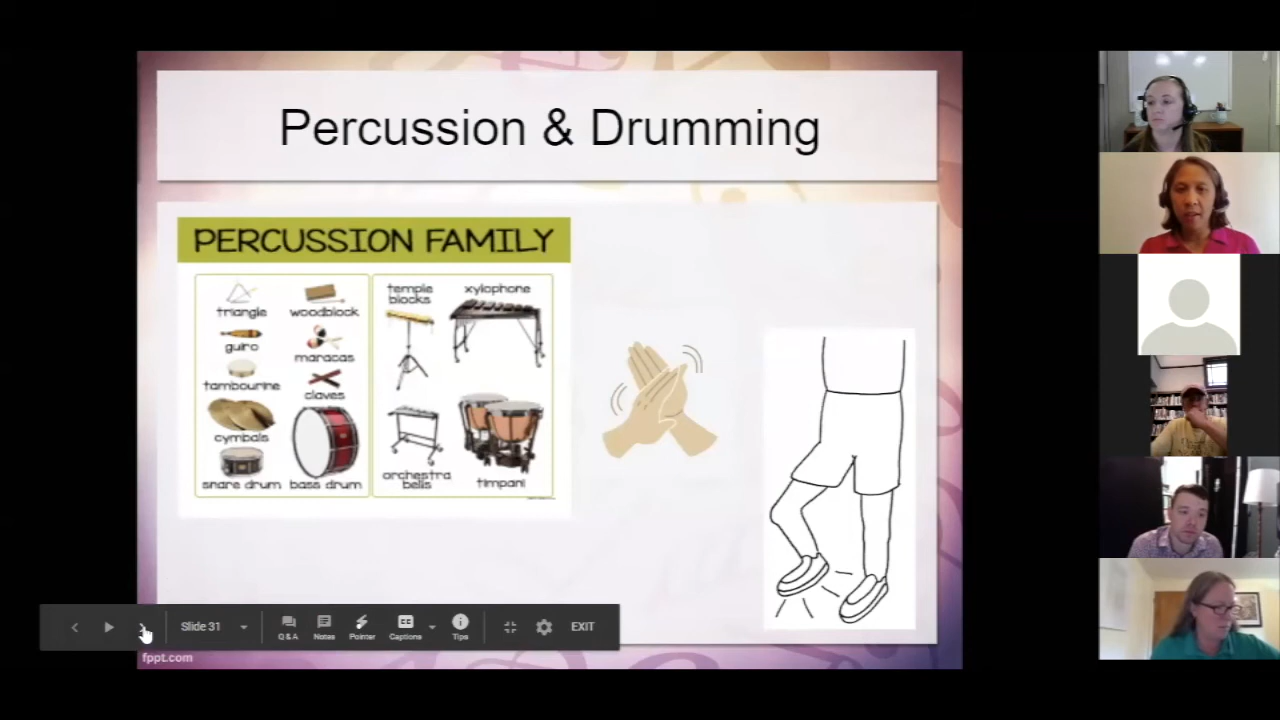 Percussion & Drumming
PERCUSSION FAMILY
triangle
woodblock
guiro
maracas
tambourine
claves
cymbals
snare drum
bass drum
temple
blocks
xylophone
orchestra
bells
timpani
Slide 31
Q & A
Notes
Pointer
Captions
Tips
EXIT
fppt.com